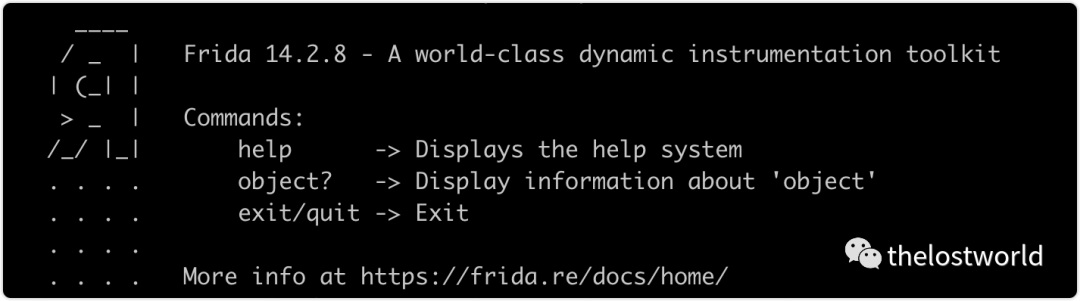 Frida 14.2.8 - A world-class dynamic instrumentation toolkit
Commands:
help -> Displays the help system
object? -> Display information about 'object'
exit/quit -> Exit
More info at https://frida.re/docs/home/
thelostworld